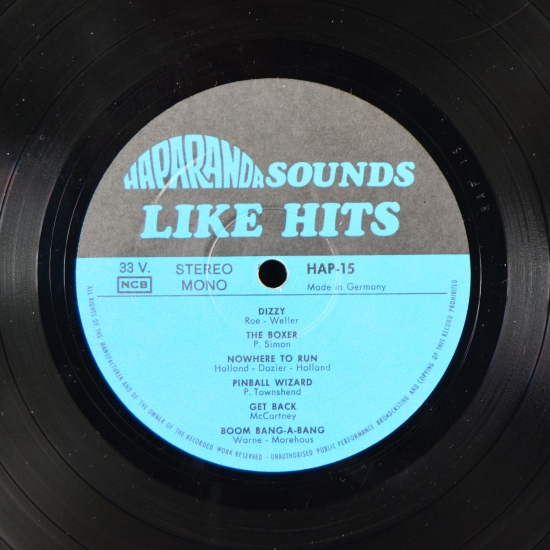 HAPARANDA SOUNDS
LIKE HITS
33 V. STEREO HAP-15
NCB MONO Made in Germany
DIZZY
Roe - Weller
THE BOXER
P. Simon
NOWHERE TO RUN
Holland - Dozier - Holland
PINBALL WIZARD
P. Townshend
GET BACK
McCartney
BOOM BANG-A-BANG
Warne - Morehous
ALL RIGHTS OF THE MANUFACTURER AND OF THE OWNER OF THE RECORDED WORK RESERVED - UNAUTHORISED PUBLIC PERFORMANCE, BROADCASTING AND COPYING OF THIS RECORD PROHIBITED
HAP 15